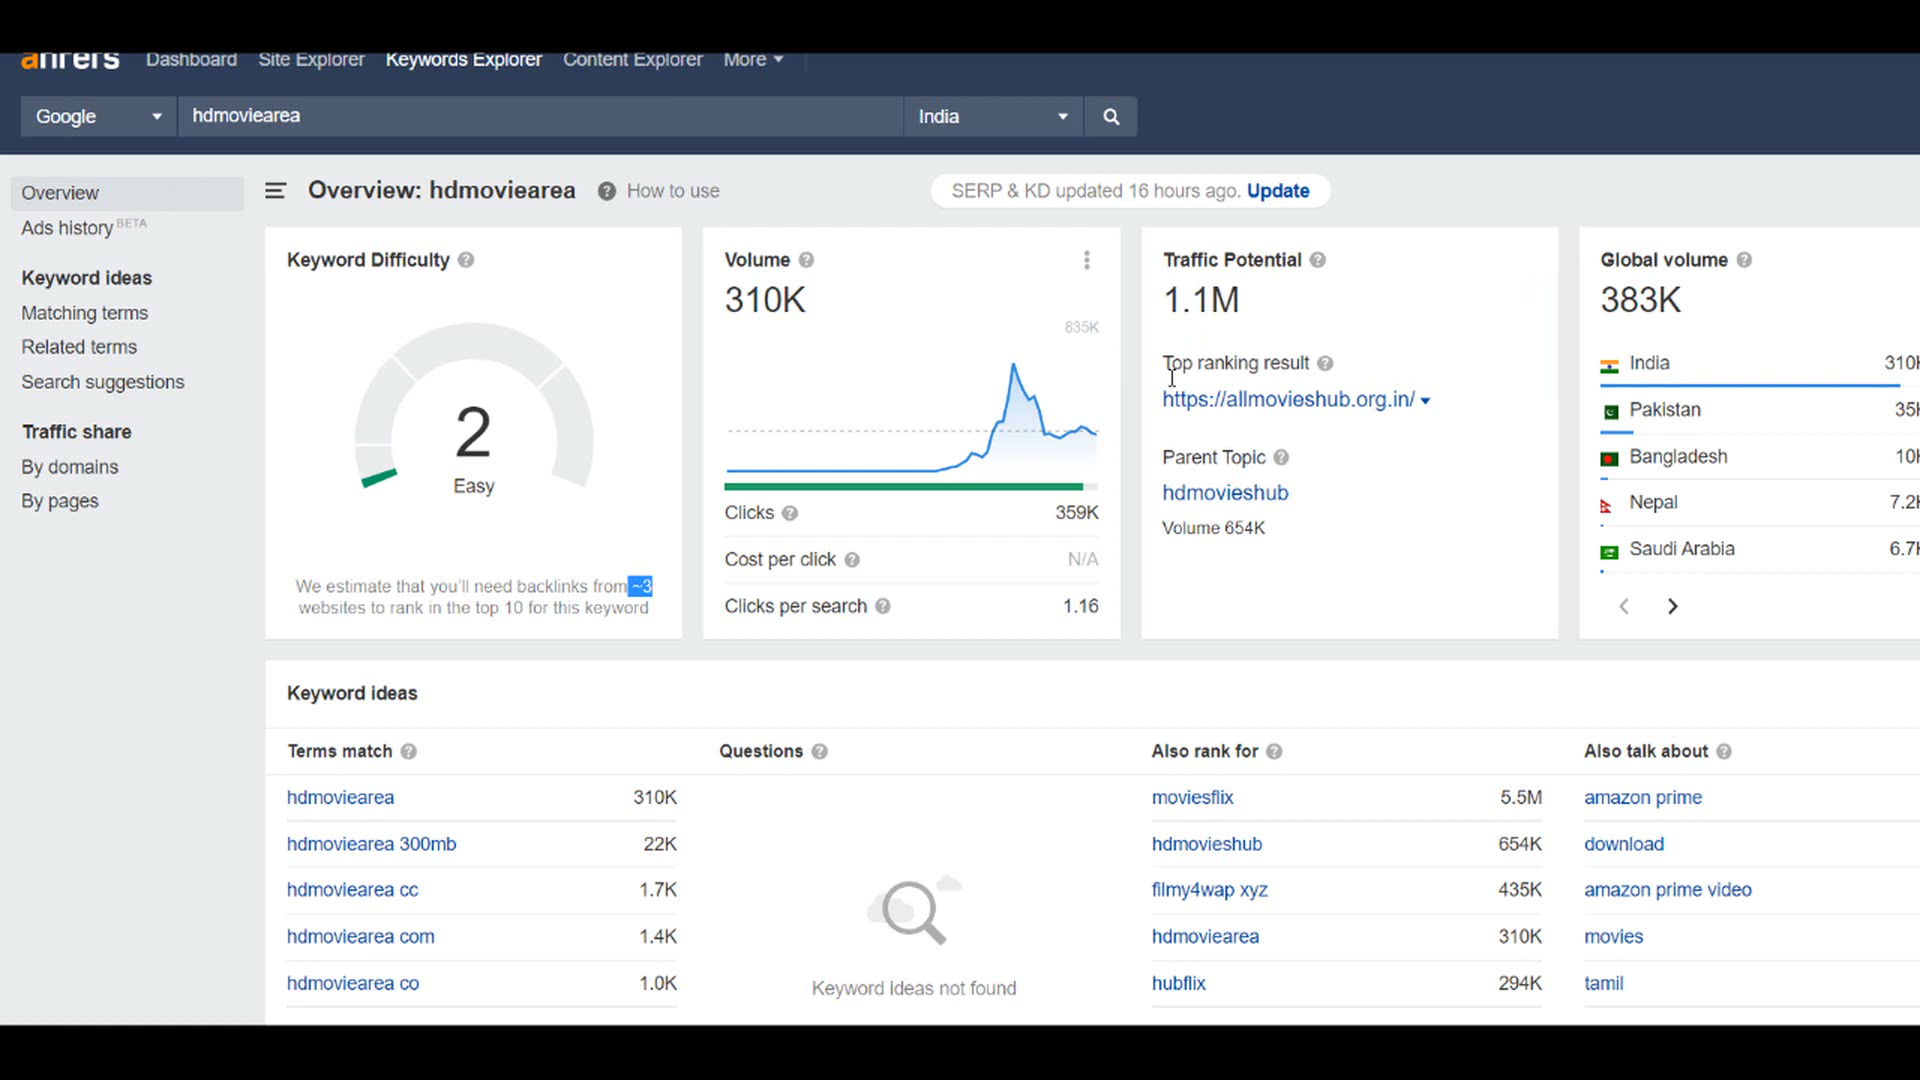 ahrefs Dashboard Site Explorer Keywords Explorer Content Explorer More
Google hdmoviearea India
Overview
Ads history BETA
Keyword ideas
Matching terms
Related terms
Search suggestions
Traffic share
By domains
By pages
Overview: hdmoviearea How to use SERP & KD updated 16 hours ago. Update
Keyword Difficulty
2
Easy
We estimate that you'll need backlinks from ~3
websites to rank in the top 10 for this keyword
Volume
310K
835K
Clicks 359K
Cost per click N/A
Clicks per search 1.16
Traffic Potential
1.1M
Top ranking result
https://allmovieshub.org.in/
Parent Topic
hdmovieshub
Volume 654K
Global volume
383K
India 310K
Pakistan 35K
Bangladesh 10K
Nepal 7.2K
Saudi Arabia 6.7K
Keyword ideas
Terms match
hdmoviearea 310K
hdmoviearea 300mb 22K
hdmoviearea cc 1.7K
hdmoviearea com 1.4K
hdmoviearea co 1.0K
Questions
Keyword ideas not found
Also rank for
moviesflix 5.5M
hdmovieshub 654K
filmy4wap xyz 435K
hdmoviearea 310K
hubflix 294K
Also talk about
amazon prime
download
amazon prime video
movies
tamil